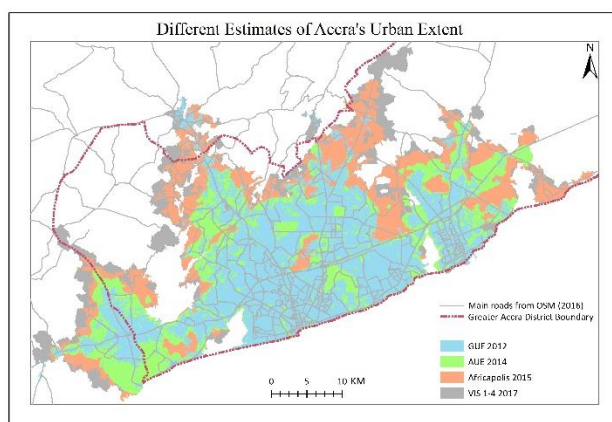 Different Estimates of Accra's Urban Extent
N
Main roads from OSM (2016)
Greater Accra District Boundary
GUF 2012
AUE 2014
Africapolis 2015
VIS 1-4 2017
0 5 10 KM